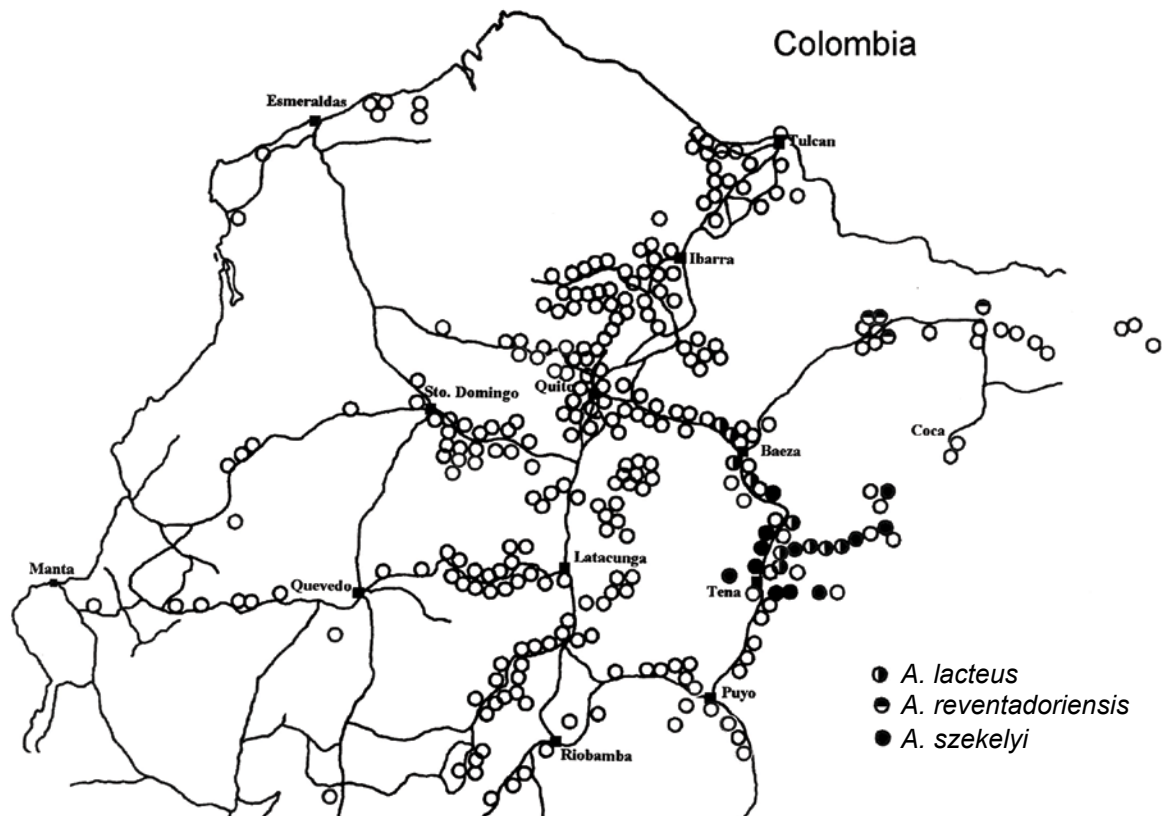 Colombia
Esmeraldas
Tulcan
Ibarra
Quito
Sto. Domingo
Coca
Baeza
Manta
Quevedo
Latacunga
Tena
Puyo
Riobamba
A. lacteus
A. reventadoriensis
A. szekelyi